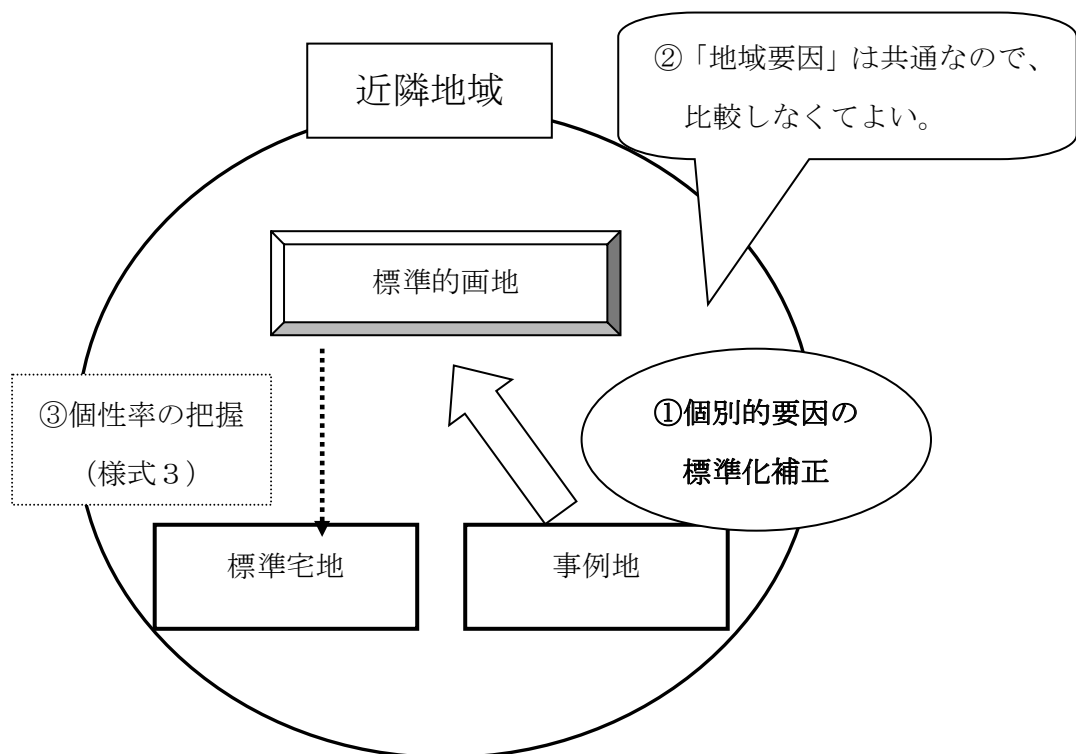 近隣地域
②「地域要因」は共通なので、
比較しなくてよい。
標準的画地
③個性率の把握
（様式３）
①個別的要因の
標準化補正
標準宅地
事例地